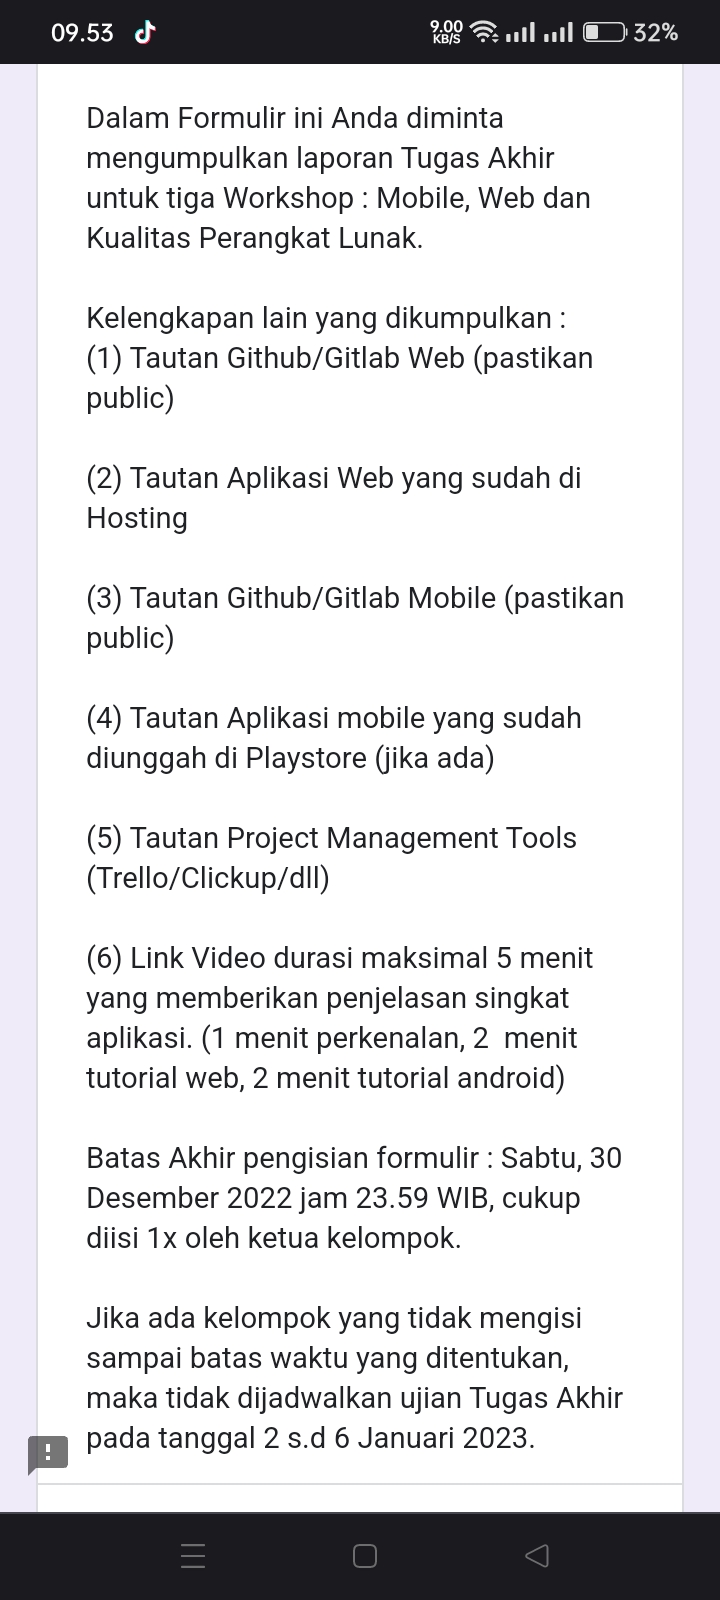 09.53
9.00
KB/S
32%
Dalam Formulir ini Anda diminta
mengumpulkan laporan Tugas Akhir
untuk tiga Workshop : Mobile, Web dan
Kualitas Perangkat Lunak.
Kelengkapan lain yang dikumpulkan :
(1) Tautan Github/Gitlab Web (pastikan
public)
(2) Tautan Aplikasi Web yang sudah di
Hosting
(3) Tautan Github/Gitlab Mobile (pastikan
public)
(4) Tautan Aplikasi mobile yang sudah
diunggah di Playstore (jika ada)
(5) Tautan Project Management Tools
(Trello/Clickup/dll)
(6) Link Video durasi maksimal 5 menit
yang memberikan penjelasan singkat
aplikasi. (1 menit perkenalan, 2  menit
tutorial web, 2 menit tutorial android)
Batas Akhir pengisian formulir : Sabtu, 30
Desember 2022 jam 23.59 WIB, cukup
diisi 1x oleh ketua kelompok.
Jika ada kelompok yang tidak mengisi
sampai batas waktu yang ditentukan,
maka tidak dijadwalkan ujian Tugas Akhir
pada tanggal 2 s.d 6 Januari 2023.